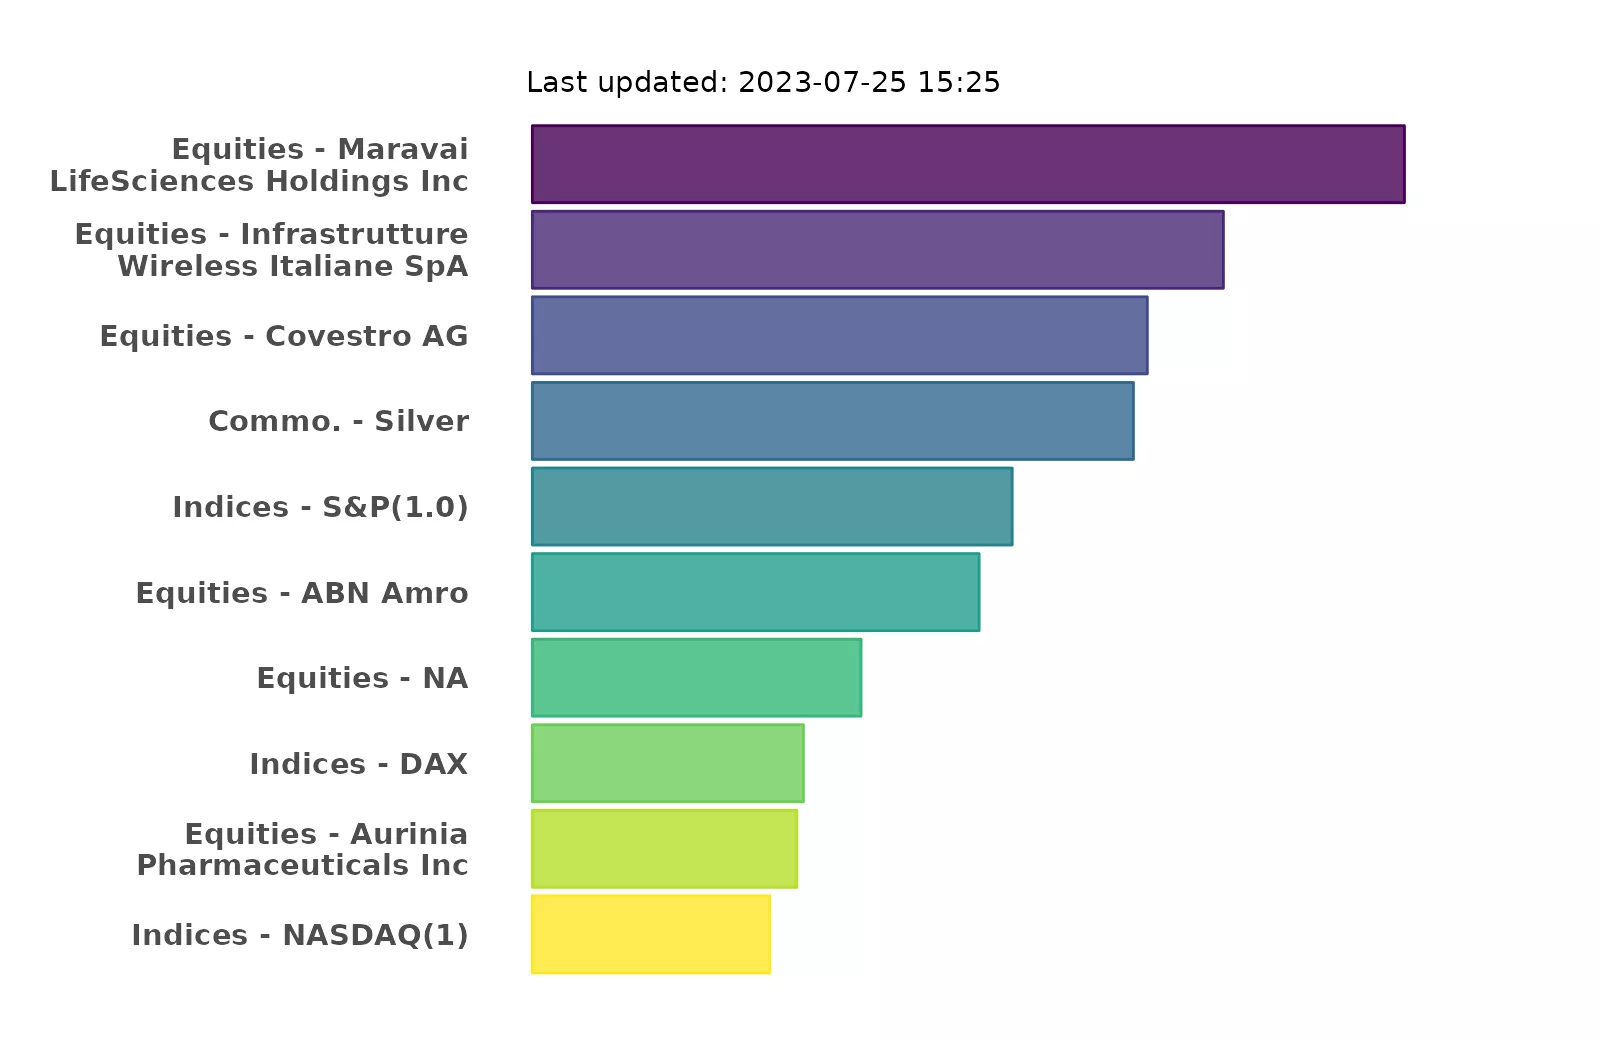 Last updated: 2023-07-25 15:25
Equities - Maravai
LifeSciences Holdings Inc
Equities - Infrastrutture
Wireless Italiane SpA
Equities - Covestro AG
Commo. - Silver
Indices - S&P(1.0)
Equities - ABN Amro
Equities - NA
Indices - DAX
Equities - Aurinia
Pharmaceuticals Inc
Indices - NASDAQ(1)